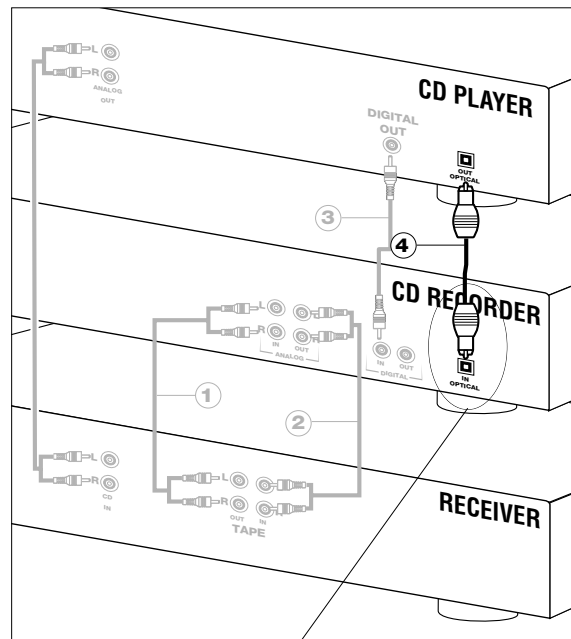 L
R
ANALOG
OUT
CD PLAYER
DIGITAL
OUT
OUT
OPTICAL
3
4
CD RECORDER
L
R
IN
OUT
ANALOG
IN
OUT
DIGITAL
IN
OPTICAL
1
2
L
R
CD
IN
L
R
OUT
IN
TAPE
RECEIVER